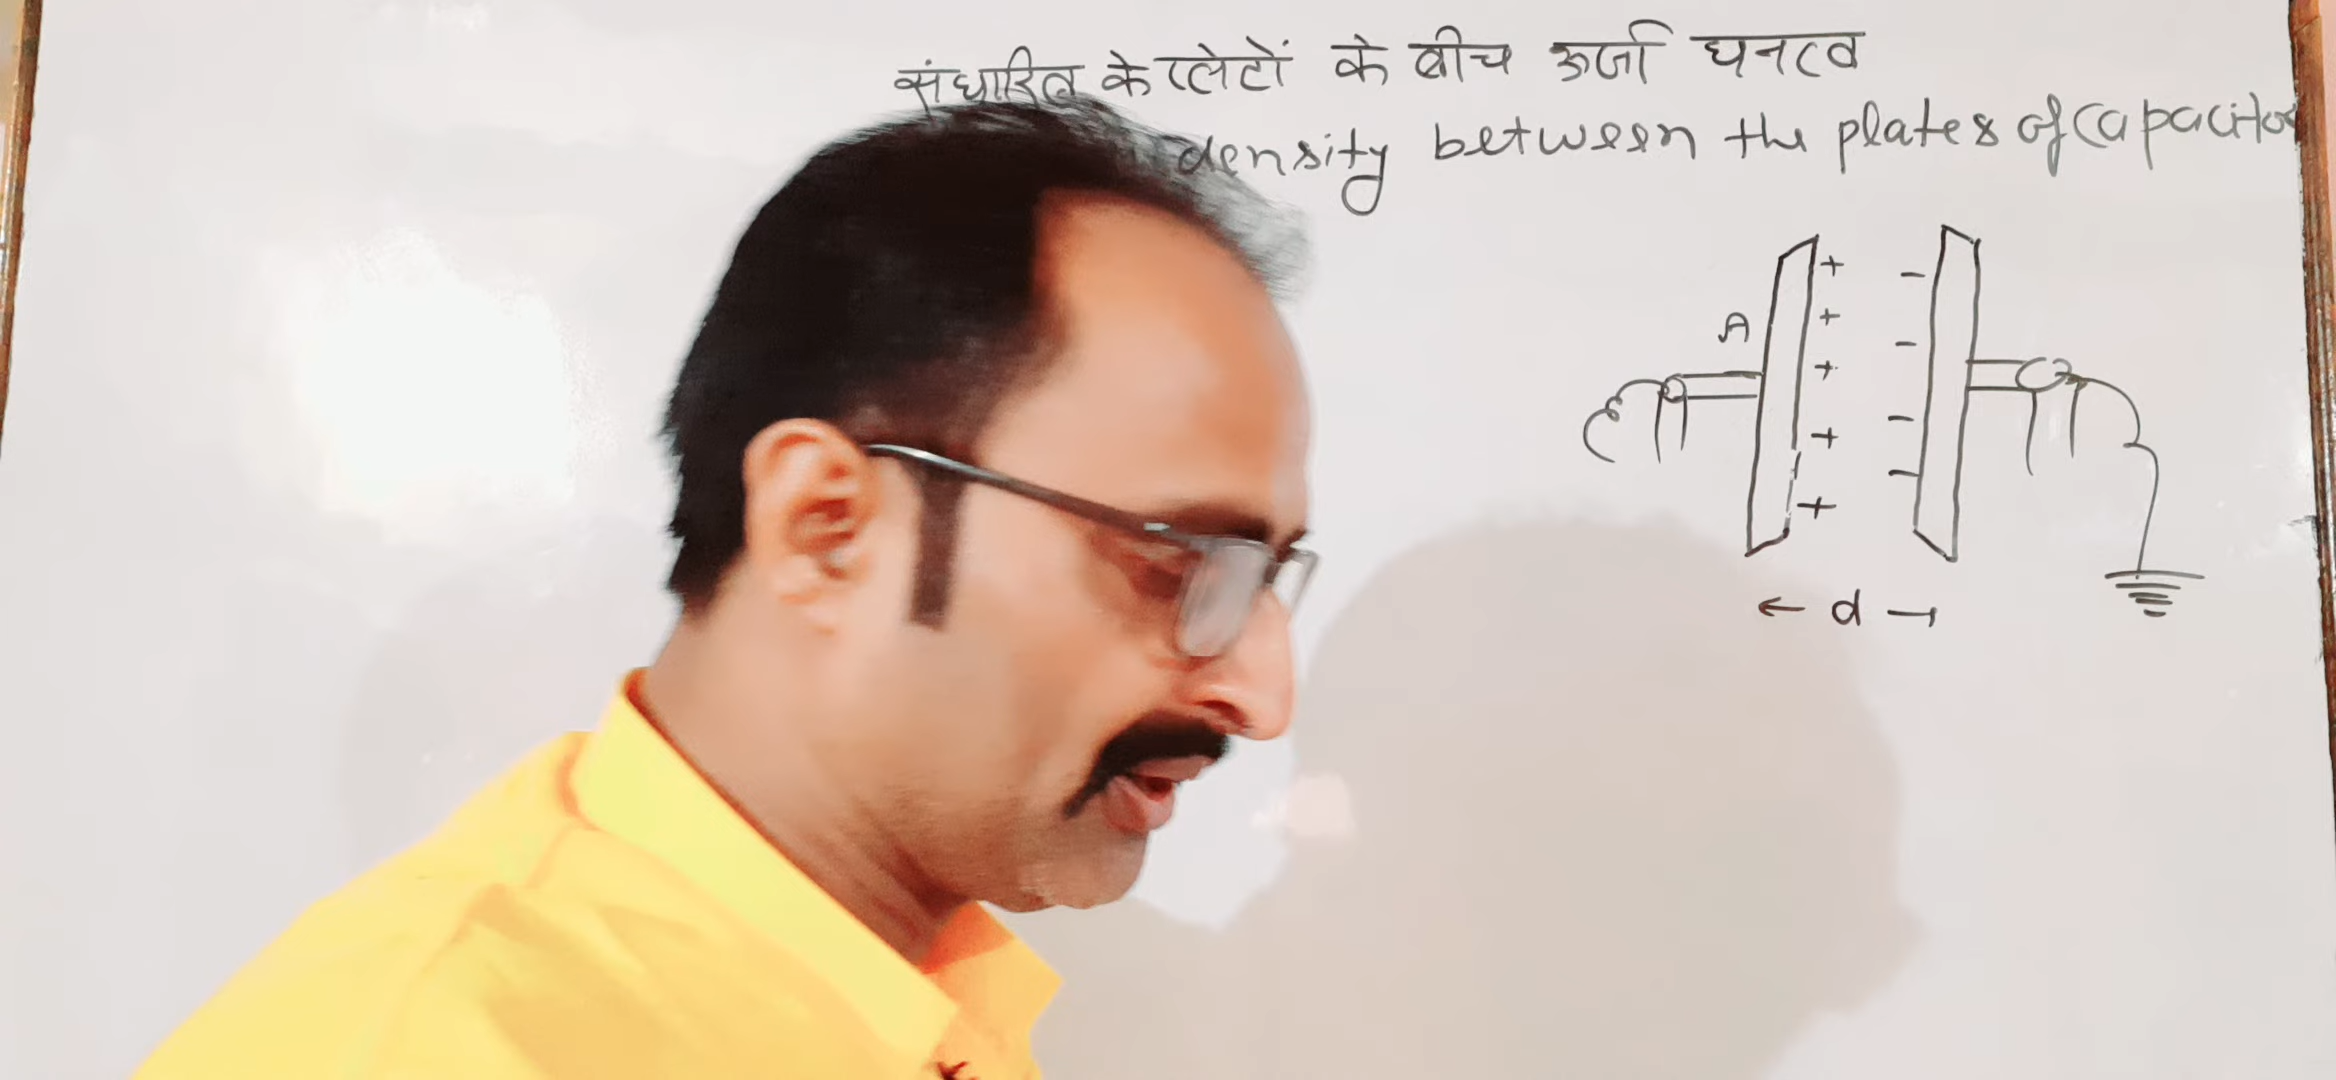 संधारित्र के प्लेटों के बीच ऊर्जा घनत्व
density between the plates of capacitor
A
+
+
+
+
+
-
-
-
-
← d →